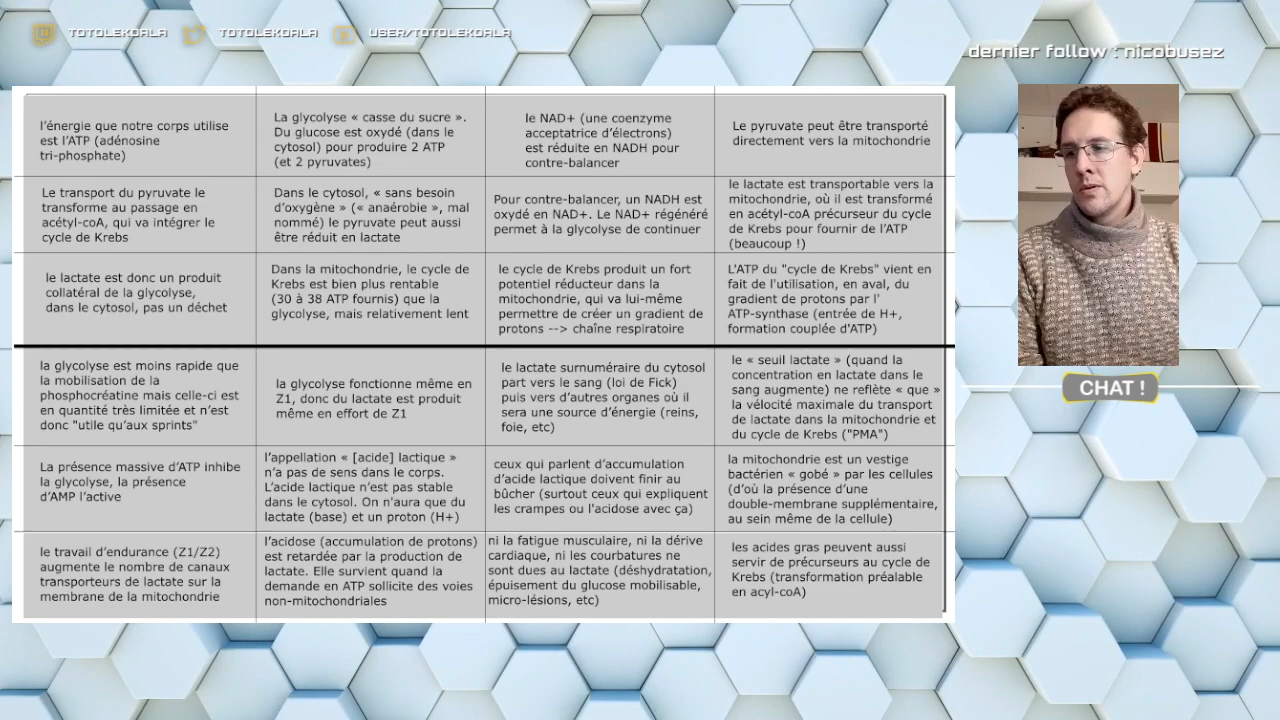 TOTOLEKOALA
TOTOLEKOALA
USER/TOTOLEKOALA
dernier follow : nicobusez
l'énergie que notre corps utilise
est l'ATP (adénosine
tri-phosphate)
La glycolyse « casse du sucre ».
Du glucose est oxydé (dans le
cytosol) pour produire 2 ATP
(et 2 pyruvates)
le NAD+ (une coenzyme
acceptatrice d'électrons)
est réduite en NADH pour
contre-balancer
Le pyruvate peut être transporté
directement vers la mitochondrie
Le transport du pyruvate le
transforme au passage en
acétyl-coA, qui va intégrer le
cycle de Krebs
Dans le cytosol, « sans besoin
d'oxygène » (« anaérobie », mal
nommé) le pyruvate peut aussi
être réduit en lactate
Pour contre-balancer, un NADH est
oxydé en NAD+. Le NAD+ régénéré
permet à la glycolyse de continuer
le lactate est transportable vers la
mitochondrie, où il est transformé
en acétyl-coA précurseur du cycle
de Krebs pour fournir de l'ATP
(beaucoup !)
le lactate est donc un produit
collatéral de la glycolyse,
dans le cytosol, pas un déchet
Dans la mitochondrie, le cycle de
Krebs est bien plus rentable
(30 à 38 ATP fournis) que la
glycolyse, mais relativement lent
le cycle de Krebs produit un fort
potentiel réducteur dans la
mitochondrie, qui va lui-même
permettre de créer un gradient de
protons --> chaîne respiratoire
L'ATP du "cycle de Krebs" vient en
fait de l'utilisation, en aval, du
gradient de protons par l'
ATP-synthase (entrée de H+,
formation couplée d'ATP)
la glycolyse est moins rapide que
la mobilisation de la
phosphocréatine mais celle-ci est
en quantité très limitée et n'est
donc "utile qu'aux sprints"
la glycolyse fonctionne même en
Z1, donc du lactate est produit
même en effort de Z1
le lactate surnuméraire du cytosol
part vers le sang (loi de Fick)
puis vers d'autres organes où il
sera une source d'énergie (reins,
foie, etc)
le « seuil lactate » (quand la
concentration en lactate dans le
sang augmente) ne reflète « que »
la vélocité maximale du transport
de lactate dans la mitochondrie et
du cycle de Krebs ("PMA")
La présence massive d'ATP inhibe
la glycolyse, la présence
d'AMP l'active
l'appellation « [acide] lactique »
n'a pas de sens dans le corps.
L'acide lactique n'est pas stable
dans le cytosol. On n'aura que du
lactate (base) et un proton (H+)
ceux qui parlent d'accumulation
d'acide lactique doivent finir au
bûcher (surtout ceux qui expliquent
les crampes ou l'acidose avec ça)
la mitochondrie est un vestige
bactérien « gobé » par les cellules
(d'où la présence d'une
double-membrane supplémentaire,
au sein même de la cellule)
le travail d'endurance (Z1/Z2)
augmente le nombre de canaux
transporteurs de lactate sur la
membrane de la mitochondrie
l'acidose (accumulation de protons)
est retardée par la production de
lactate. Elle survient quand la
demande en ATP sollicite des voies
non-mitochondriales
ni la fatigue musculaire, ni la dérive
cardiaque, ni les courbatures ne
sont dues au lactate (déshydratation,
épuisement du glucose mobilisable,
micro-lésions, etc)
les acides gras peuvent aussi
servir de précurseurs au cycle de
Krebs (transformation préalable
en acyl-coA)
CHAT !